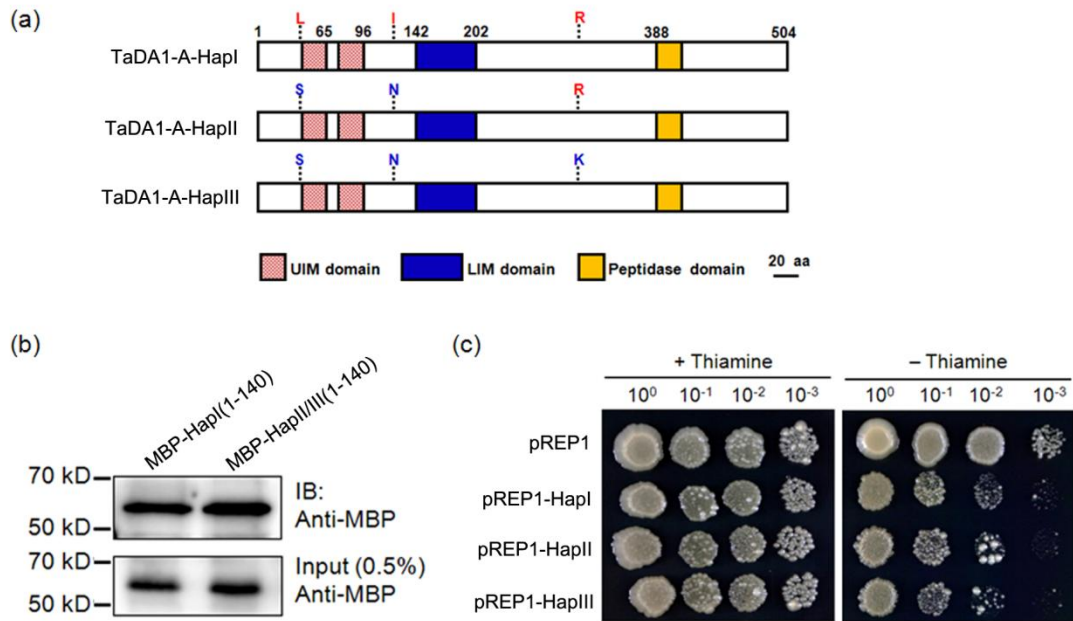 (a)
L I R
1 65 96 142 202 388 504
TaDA1-A-HapI
S N R
TaDA1-A-HapII
S N K
TaDA1-A-HapIII
UIM domain LIM domain Peptidase domain 20 aa
(b)
MBP-HapI(1-140)
MBP-HapII/III(1-140)
70 kD
50 kD
IB:
Anti-MBP
70 kD
50 kD
Input (0.5%)
Anti-MBP
(c)
+ Thiamine – Thiamine
10⁰ 10⁻¹ 10⁻² 10⁻³ 10⁰ 10⁻¹ 10⁻² 10⁻³
pREP1
pREP1-HapI
pREP1-HapII
pREP1-HapIII